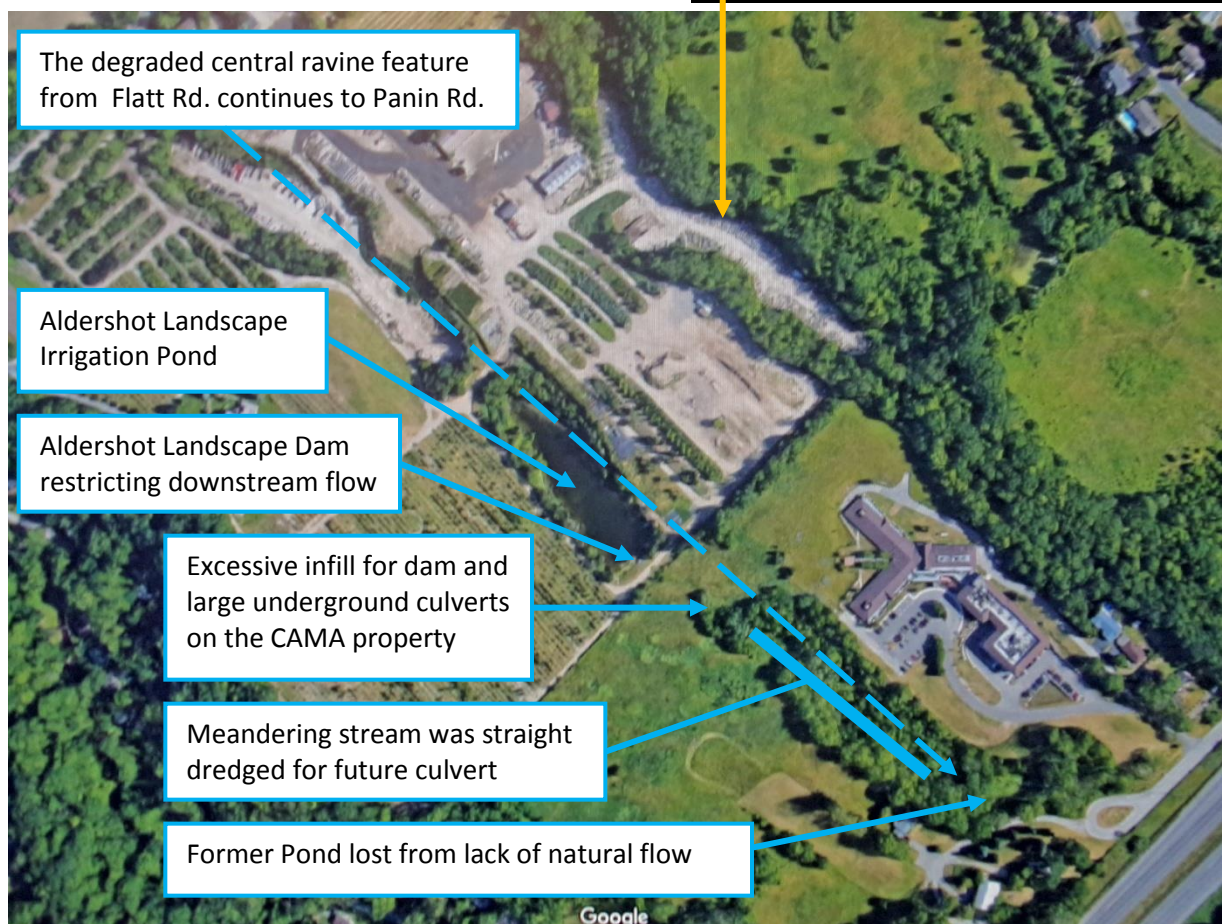 The degraded central ravine feature
from Flatt Rd. continues to Panin Rd.
Aldershot Landscape
Irrigation Pond
Aldershot Landscape Dam
restricting downstream flow
Excessive infill for dam and
large underground culverts
on the CAMA property
Meandering stream was straight
dredged for future culvert
Former Pond lost from lack of natural flow
Google